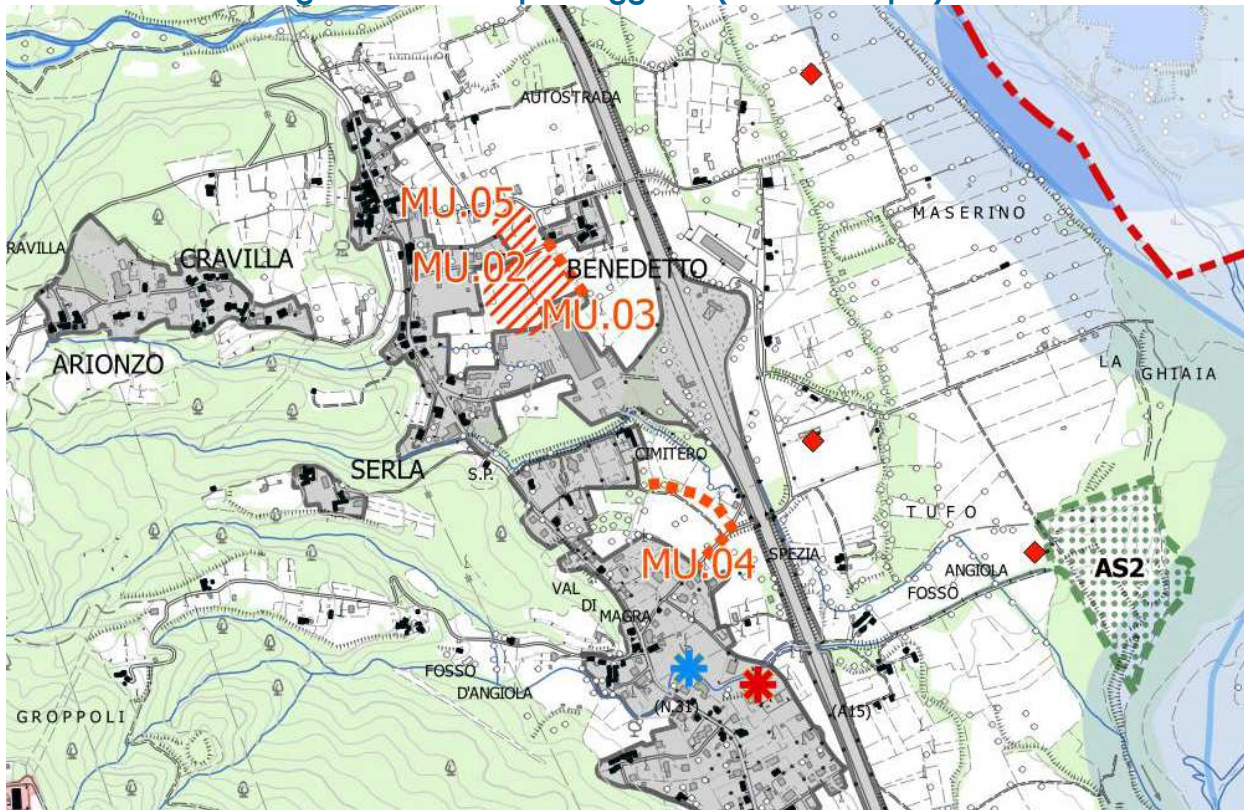 AUTOSTRADA
MU.05
MASERINO
RAVILLA
CRAVILLA
MU.02
BENEDETTO
MU.03
ARIONZO
LA GHIAIA
SERLA
S.P.
CIMITERO
TUFO
MU.04
SPEZIA
ANGIOLA
AS2
VAL
DI
MAGRA
FOSSO
FOSSO
D'ANGIOLA
(N.31)
(A15)
GROPPOLI